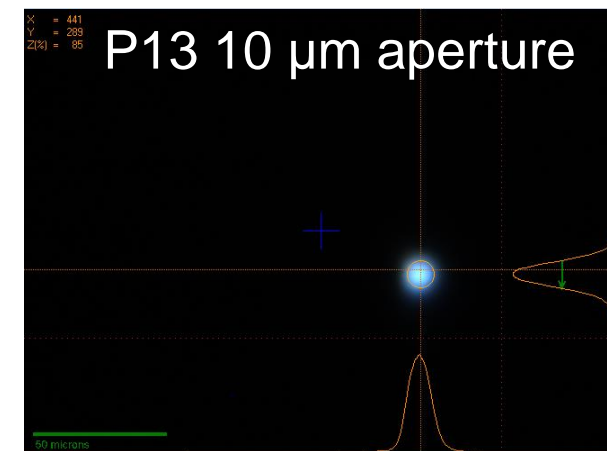 X = 441
Y = 289
Z(%) = 85
P13 10 µm aperture
50 microns